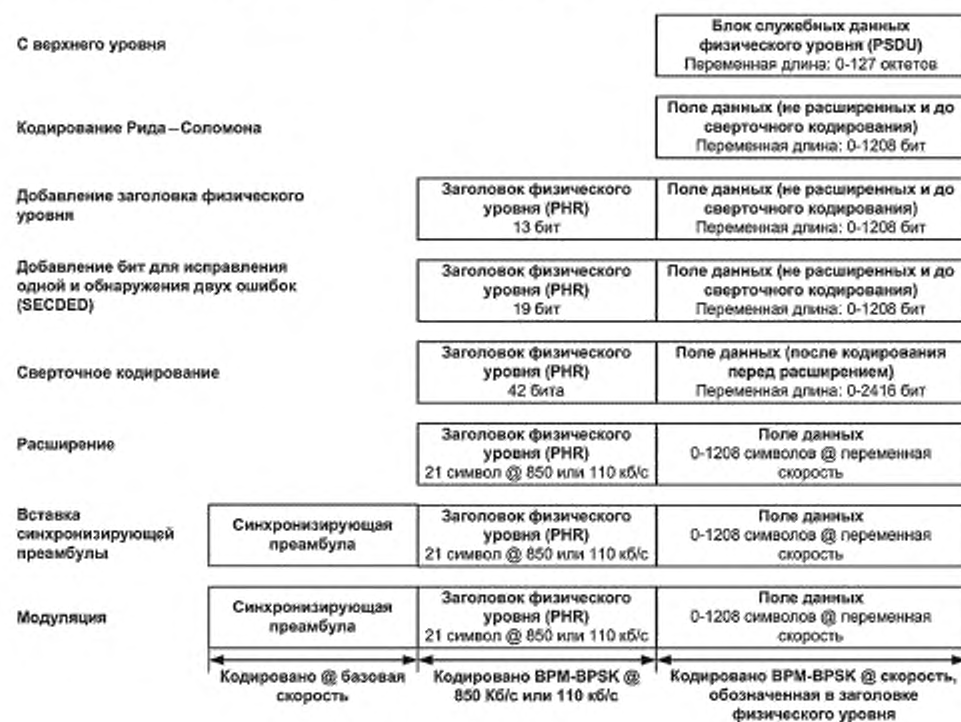 С верхнего уровня
Блок служебных данных
физического уровня (PSDU)
Переменная длина: 0-127 октетов
Кодирование Рида–Соломона
Поле данных (не расширенных и до
сверточного кодирования)
Переменная длина: 0-1208 бит
Добавление заголовка физического
уровня
Заголовок физического
уровня (PHR)
13 бит
Поле данных (не расширенных и до
сверточного кодирования)
Переменная длина: 0-1208 бит
Добавление бит для исправления
одной и обнаружения двух ошибок
(SECDED)
Заголовок физического
уровня (PHR)
19 бит
Поле данных (не расширенных и до
сверточного кодирования)
Переменная длина: 0-1208 бит
Сверточное кодирование
Заголовок физического
уровня (PHR)
42 бита
Поле данных (после кодирования
перед расширением)
Переменная длина: 0-2416 бит
Расширение
Заголовок физического
уровня (PHR)
21 символ @ 850 или 110 кб/с
Поле данных
0-1208 символов @ переменная
скорость
Вставка
синхронизирующей
преамбулы
Синхронизирующая
преамбула
Заголовок физического
уровня (PHR)
21 символ @ 850 или 110 кб/с
Поле данных
0-1208 символов @ переменная
скорость
Модуляция
Синхронизирующая
преамбула
Заголовок физического
уровня (PHR)
21 символ @ 850 или 110 кб/с
Поле данных
0-1208 символов @ переменная
скорость
Кодировано @ базовая
скорость
Кодировано BPM-BPSK @
850 Кб/с или 110 кб/с
Кодировано BPM-BPSK @ скорость,
обозначенная в заголовке
физического уровня